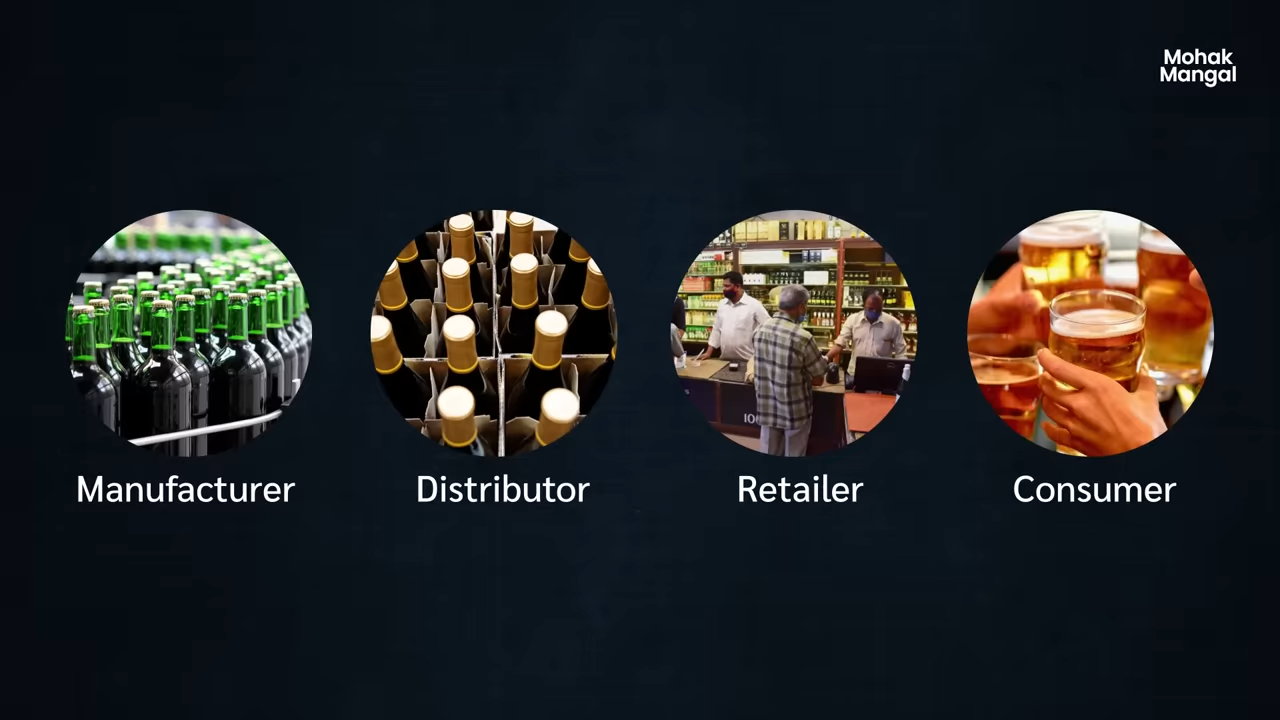 Mohak
Mangal
Manufacturer
Distributor
Retailer
Consumer